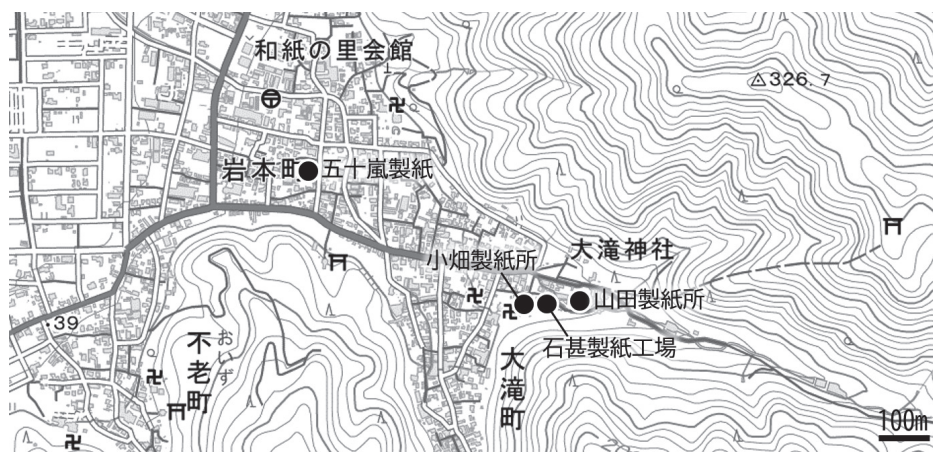 和紙の里会館
326.7
岩本町
五十嵐製紙
大滝神社
小畑製紙所
山田製紙所
石甚製紙工場
39
不老町
おいず
大滝町
100m